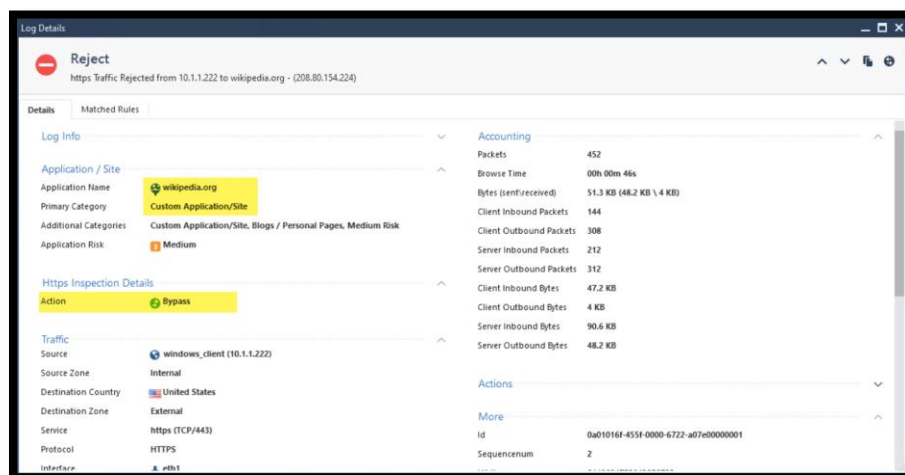 Log Details
Reject
https Traffic Rejected from 10.1.1.222 to wikipedia.org - (208.80.154.224)
Details Matched Rules
Log Info
Application / Site
Application Name wikipedia.org
Primary Category Custom Application/Site
Additional Categories Custom Application/Site, Blogs / Personal Pages, Medium Risk
Application Risk Medium
Https Inspection Details
Action Bypass
Traffic
Source windows_client (10.1.1.222)
Source Zone Internal
Destination Country United States
Destination Zone External
Service https (TCP/443)
Protocol HTTPS
Interface eth1
Accounting
Packets 452
Browse Time 00h 00m 46s
Bytes (sent\received) 51.3 KB (48.2 KB \ 4 KB)
Client Inbound Packets 144
Client Outbound Packets 308
Server Inbound Packets 212
Server Outbound Packets 312
Client Inbound Bytes 47.2 KB
Client Outbound Bytes 4 KB
Server Inbound Bytes 90.6 KB
Server Outbound Bytes 48.2 KB
Actions
More
Id 0a01016f-455f-0000-6722-a07e00000001
Sequencenum 2